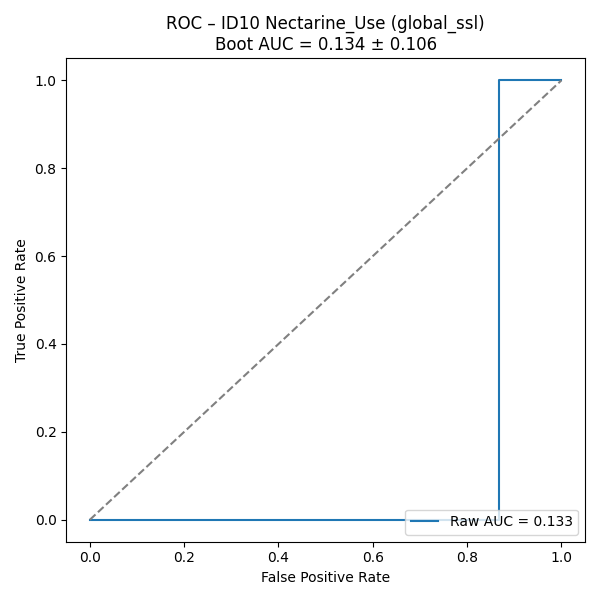 ROC – ID10 Nectarine_Use (global_ssl)
Boot AUC = 0.134 ± 0.106
1.0
0.8
0.6
0.4
0.2
0.0
True Positive Rate
Raw AUC = 0.133
0.0 0.2 0.4 0.6 0.8 1.0
False Positive Rate